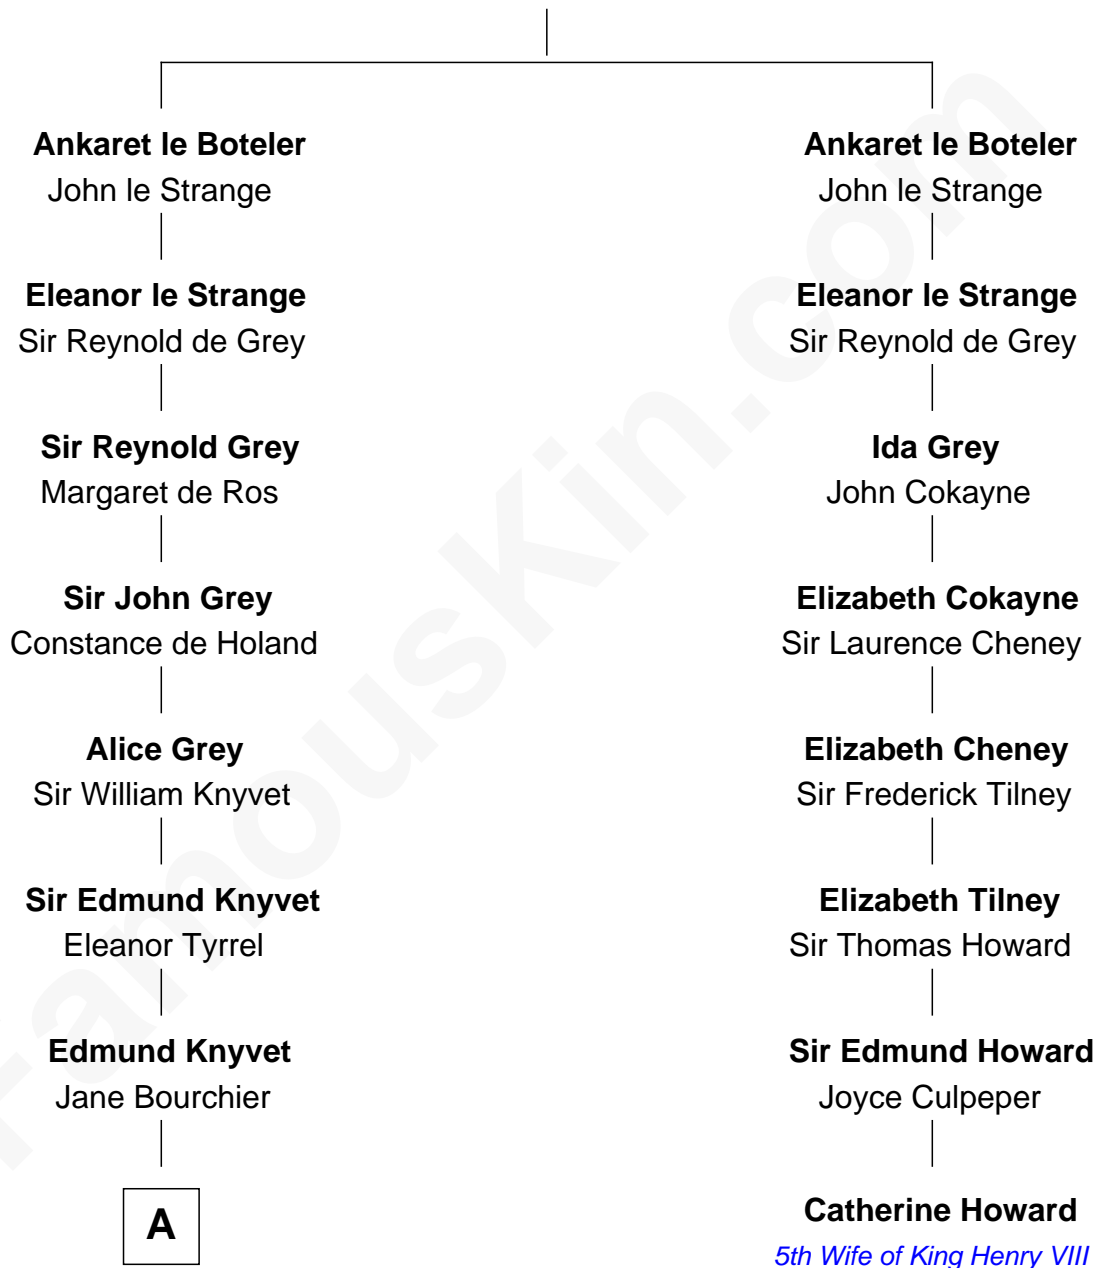 Ankaret le Boteler
John le Strange
Eleanor le Strange
Sir Reynold de Grey
Sir Reynold Grey
Margaret de Ros
Sir John Grey
Constance de Holand
Alice Grey
Sir William Knyvet
Sir Edmund Knyvet
Eleanor Tyrrel
Edmund Knyvet
Jane Bourchier
A
Ankaret le Boteler
John le Strange
Eleanor le Strange
Sir Reynold de Grey
Ida Grey
John Cokayne
Elizabeth Cokayne
Sir Laurence Cheney
Elizabeth Cheney
Sir Frederick Tilney
Elizabeth Tilney
Sir Thomas Howard
Sir Edmund Howard
Joyce Culpeper
Catherine Howard
5th Wife of King Henry VIII
FamousKin.com